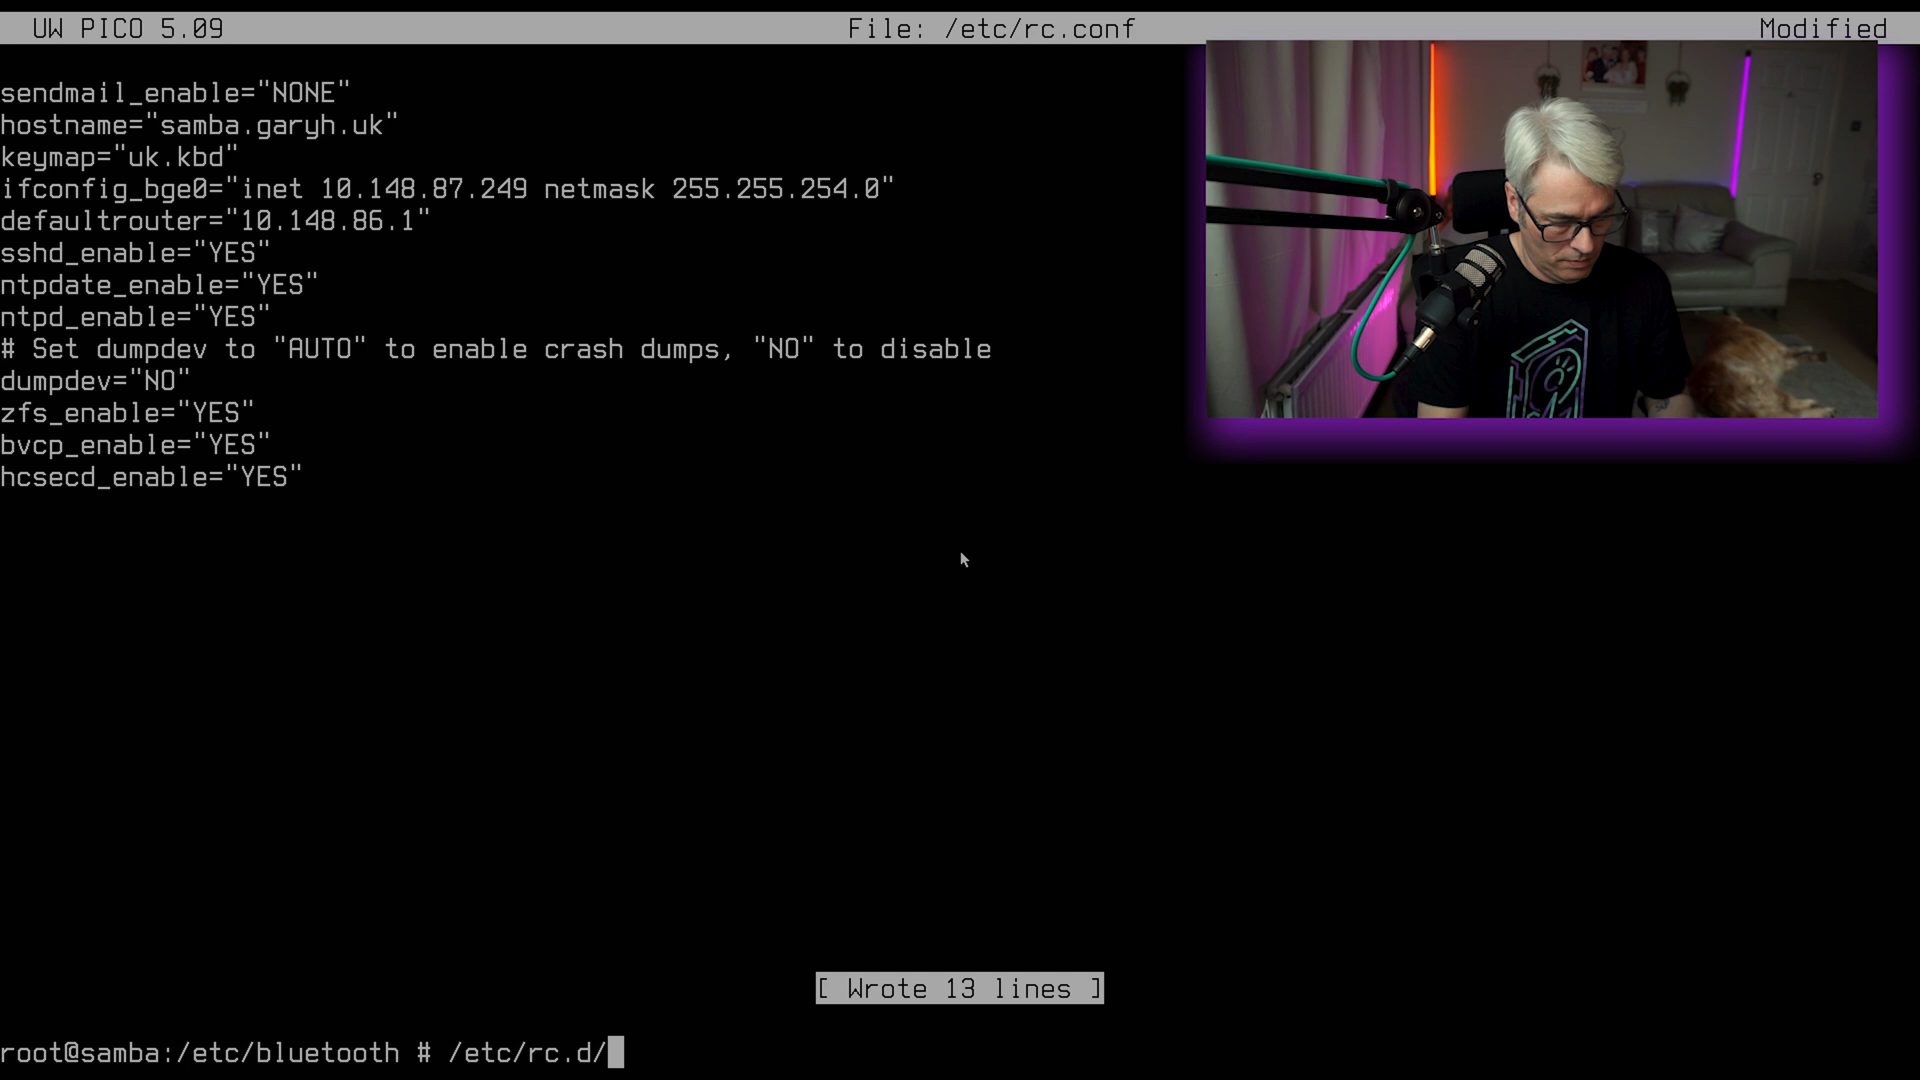 UW PICO 5.09 File: /etc/rc.conf Modified
sendmail_enable="NONE"
hostname="samba.garyh.uk"
keymap="uk.kbd"
ifconfig_bge0="inet 10.148.87.249 netmask 255.255.254.0"
defaultrouter="10.148.86.1"
sshd_enable="YES"
ntpdate_enable="YES"
ntpd_enable="YES"
# Set dumpdev to "AUTO" to enable crash dumps, "NO" to disable
dumpdev="NO"
zfs_enable="YES"
bvcp_enable="YES"
hcsecd_enable="YES"
[ Wrote 13 lines ]
root@samba:/etc/bluetooth # /etc/rc.d/